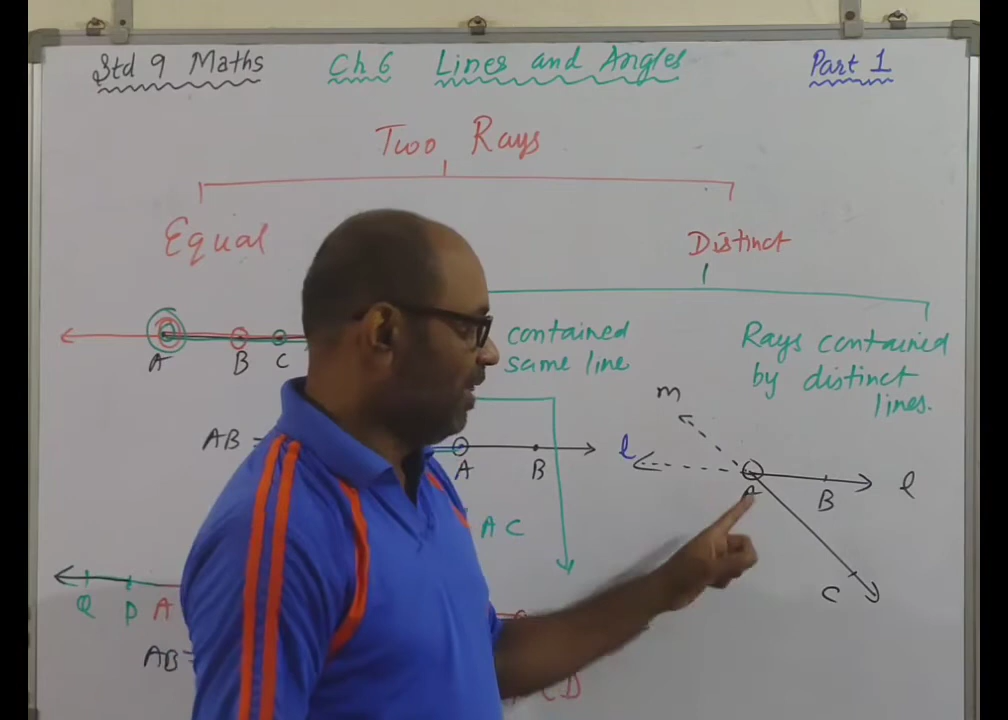 Std 9 Maths Ch 6 Lines and Angles Part 1
Two Rays
Equal Distinct
contained
same line
Rays contained
by distinct
lines.
A B C
m
l
AB =
A B
A B l
A C
C
Q P A
AB =
CD